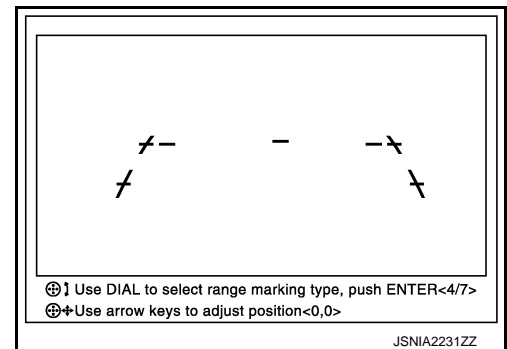 Use DIAL to select range marking type, push ENTER<4/7>
Use arrow keys to adjust position<0,0>
JSNIA2231ZZ